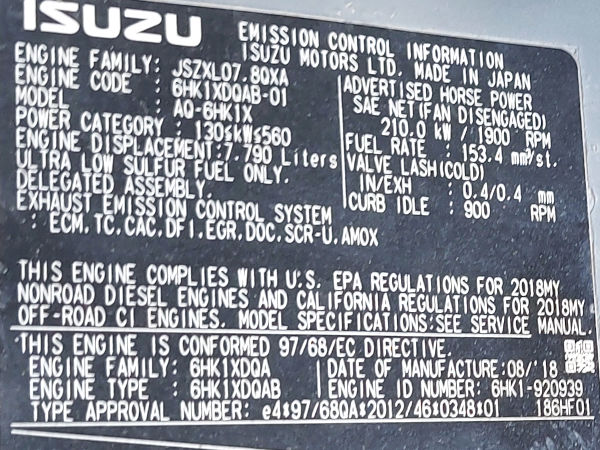 ISUZU
EMISSION CONTROL INFORMATION
ISUZU MOTORS LTD. MADE IN JAPAN
ENGINE FAMILY: JSZXL07.8QXA
ENGINE CODE : 6HK1XDQAB-01
MODEL : AQ-6HK1X
POWER CATEGORY : 130≤kW≤560
ENGINE DISPLACEMENT:7.790 Liters
ULTRA LOW SULFUR FUEL ONLY.
DELEGATED ASSEMBLY.
EXHAUST EMISSION CONTROL SYSTEM
: ECM.TC.CAC.DFI.EGR.DOC.SCR-U.AMOX
ADVERTISED HORSE POWER
SAE NET(FAN DISENGAGED)
210.0 kW / 1900 RPM
FUEL RATE : 153.4 mm³/st.
VALVE LASH(COLD)
IN/EXH : 0.4/0.4 mm
CURB IDLE : 900 RPM
THIS ENGINE COMPLIES WITH U.S. EPA REGULATIONS FOR 2018MY
NONROAD DIESEL ENGINES AND CALIFORNIA REGULATIONS FOR 2018MY
OFF-ROAD CI ENGINES. MODEL SPECIFICATIONS:SEE SERVICE MANUAL.
THIS ENGINE IS CONFORMED 97/68/EC DIRECTIVE.
ENGINE FAMILY : 6HK1XDQA
DATE OF MANUFACTURE:08/'18
ENGINE TYPE : 6HK1XDQAB
ENGINE ID NUMBER: 6HK1-920939
TYPE APPROVAL NUMBER: e4*97/68QA*2012/46*0348*01 186HF01